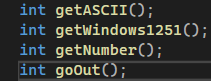 int getASCII();
int getWindows1251();
int getNumber();
int goOut();